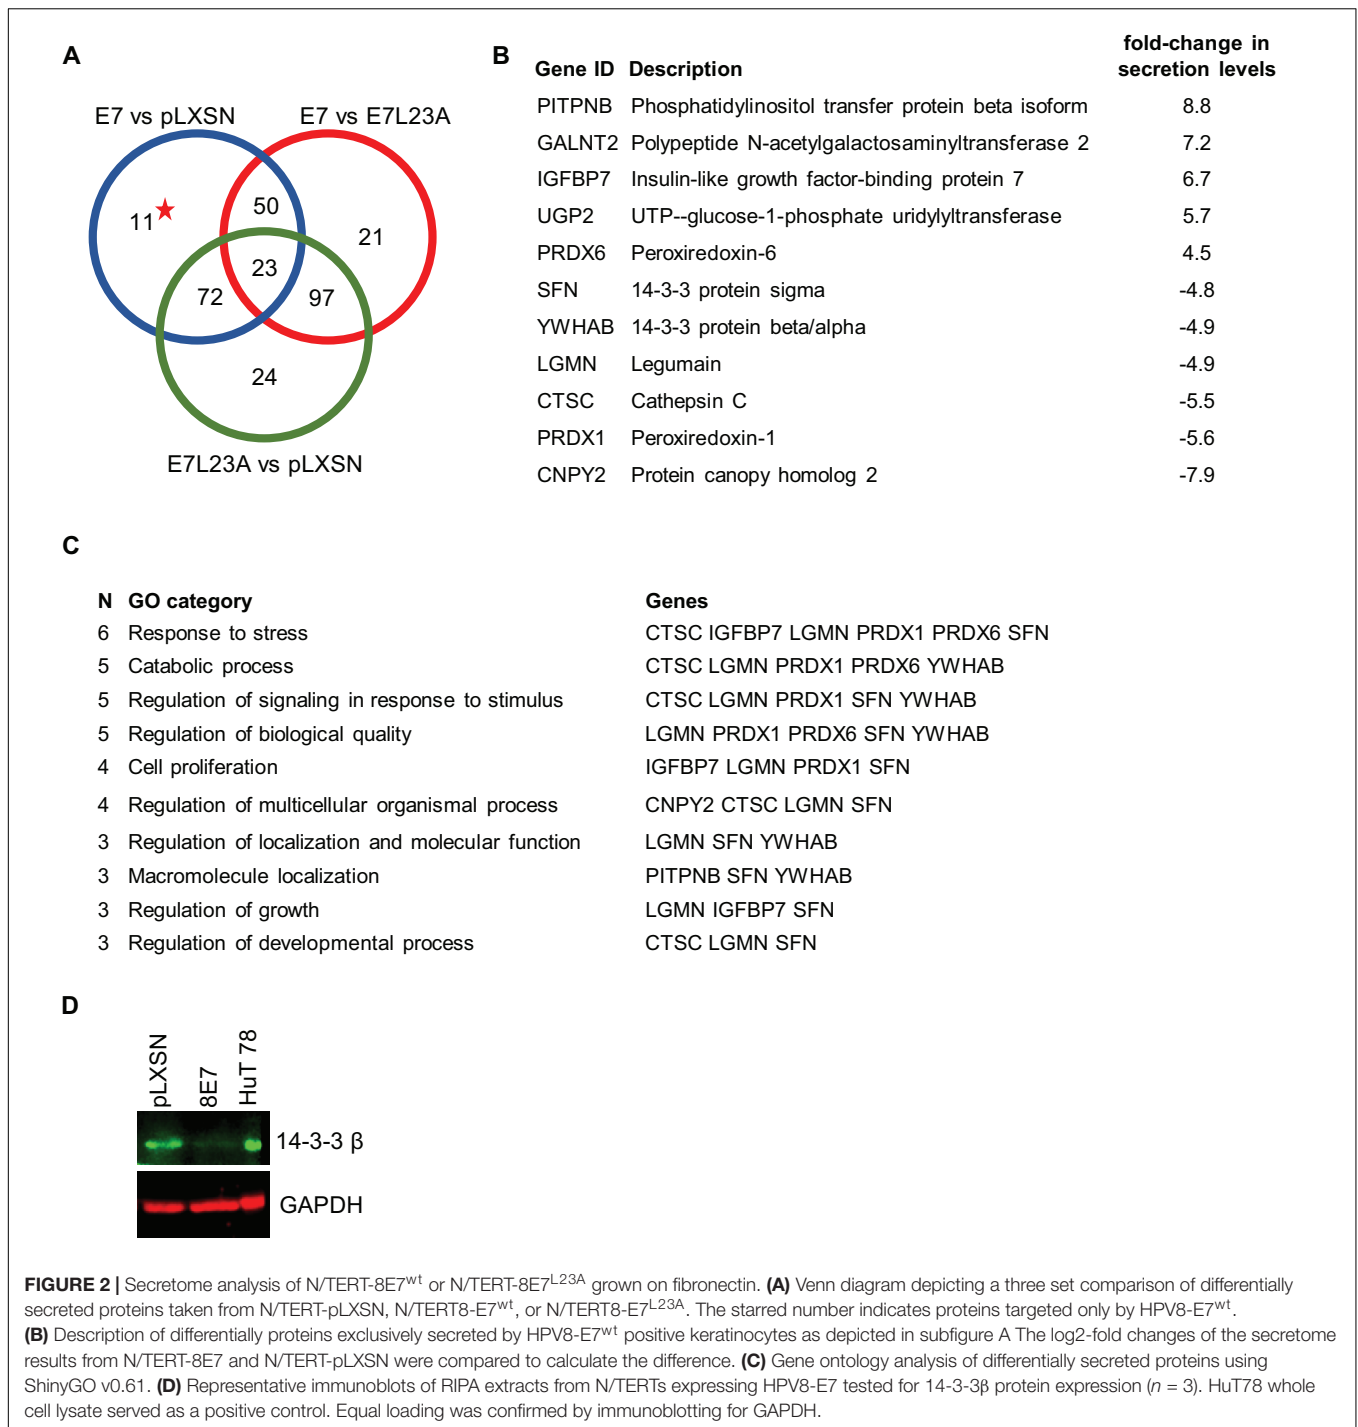 A
E7 vs pLXSN
E7 vs E7L23A
11
50
21
23
72
97
24
E7L23A vs pLXSN
B
Gene ID Description fold-change in secretion levels
PITPNB Phosphatidylinositol transfer protein beta isoform 8.8
GALNT2 Polypeptide N-acetylgalactosaminyltransferase 2 7.2
IGFBP7 Insulin-like growth factor-binding protein 7 6.7
UGP2 UTP--glucose-1-phosphate uridylyltransferase 5.7
PRDX6 Peroxiredoxin-6 4.5
SFN 14-3-3 protein sigma -4.8
YWHAB 14-3-3 protein beta/alpha -4.9
LGMN Legumain -4.9
CTSC Cathepsin C -5.5
PRDX1 Peroxiredoxin-1 -5.6
CNPY2 Protein canopy homolog 2 -7.9
C
N GO category Genes
6 Response to stress CTSC IGFBP7 LGMN PRDX1 PRDX6 SFN
5 Catabolic process CTSC LGMN PRDX1 PRDX6 YWHAB
5 Regulation of signaling in response to stimulus CTSC LGMN PRDX1 SFN YWHAB
5 Regulation of biological quality LGMN PRDX1 PRDX6 SFN YWHAB
4 Cell proliferation IGFBP7 LGMN PRDX1 SFN
4 Regulation of multicellular organismal process CNPY2 CTSC LGMN SFN
3 Regulation of localization and molecular function LGMN SFN YWHAB
3 Macromolecule localization PITPNB SFN YWHAB
3 Regulation of growth LGMN IGFBP7 SFN
3 Regulation of developmental process CTSC LGMN SFN
D
pLXSN
8E7
HuT 78
14-3-3 β
GAPDH
FIGURE 2 | Secretome analysis of N/TERT-8E7wt or N/TERT-8E7L23A grown on fibronectin. (A) Venn diagram depicting a three set comparison of differentially
secreted proteins taken from N/TERT-pLXSN, N/TERT8-E7wt, or N/TERT8-E7L23A. The starred number indicates proteins targeted only by HPV8-E7wt.
(B) Description of differentially proteins exclusively secreted by HPV8-E7wt positive keratinocytes as depicted in subfigure A The log2-fold changes of the secretome
results from N/TERT-8E7 and N/TERT-pLXSN were compared to calculate the difference. (C) Gene ontology analysis of differentially secreted proteins using
ShinyGO v0.61. (D) Representative immunoblots of RIPA extracts from N/TERTs expressing HPV8-E7 tested for 14-3-3β protein expression (n = 3). HuT78 whole
cell lysate served as a positive control. Equal loading was confirmed by immunoblotting for GAPDH.